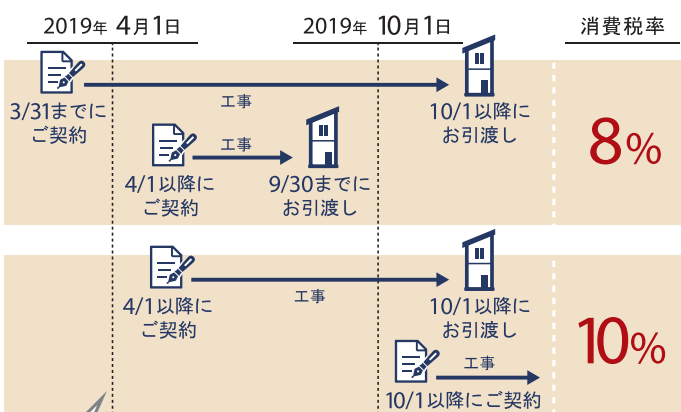 2019年 4月1日
2019年 10月1日
消費税率
工事
3/31までに
ご契約
10/1以降に
お引渡し
8%
工事
4/1以降に
ご契約
9/30までに
お引渡し
工事
4/1以降に
ご契約
10/1以降に
お引渡し
10%
工事
10/1以降にご契約